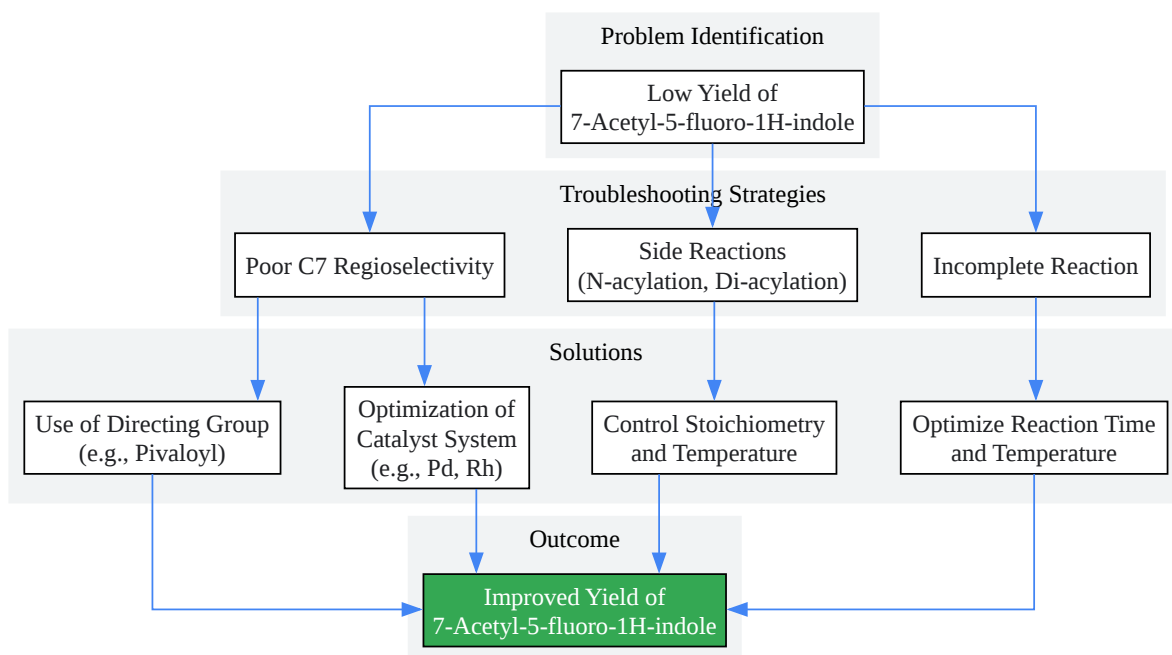 Problem Identification
Low Yield of
7-Acetyl-5-fluoro-1H-indole
Troubleshooting Strategies
Poor C7 Regioselectivity
Side Reactions
(N-acylation, Di-acylation)
Incomplete Reaction
Solutions
Use of Directing Group
(e.g., Pivaloyl)
Optimization of
Catalyst System
(e.g., Pd, Rh)
Control Stoichiometry
and Temperature
Optimize Reaction Time
and Temperature
Outcome
Improved Yield of
7-Acetyl-5-fluoro-1H-indole